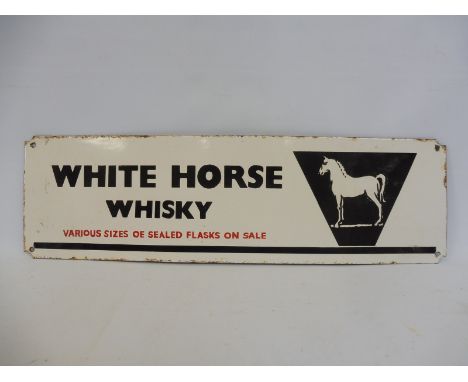 WHITE HORSE
WHISKY
VARIOUS SIZES OF SEALED FLASKS ON SALE